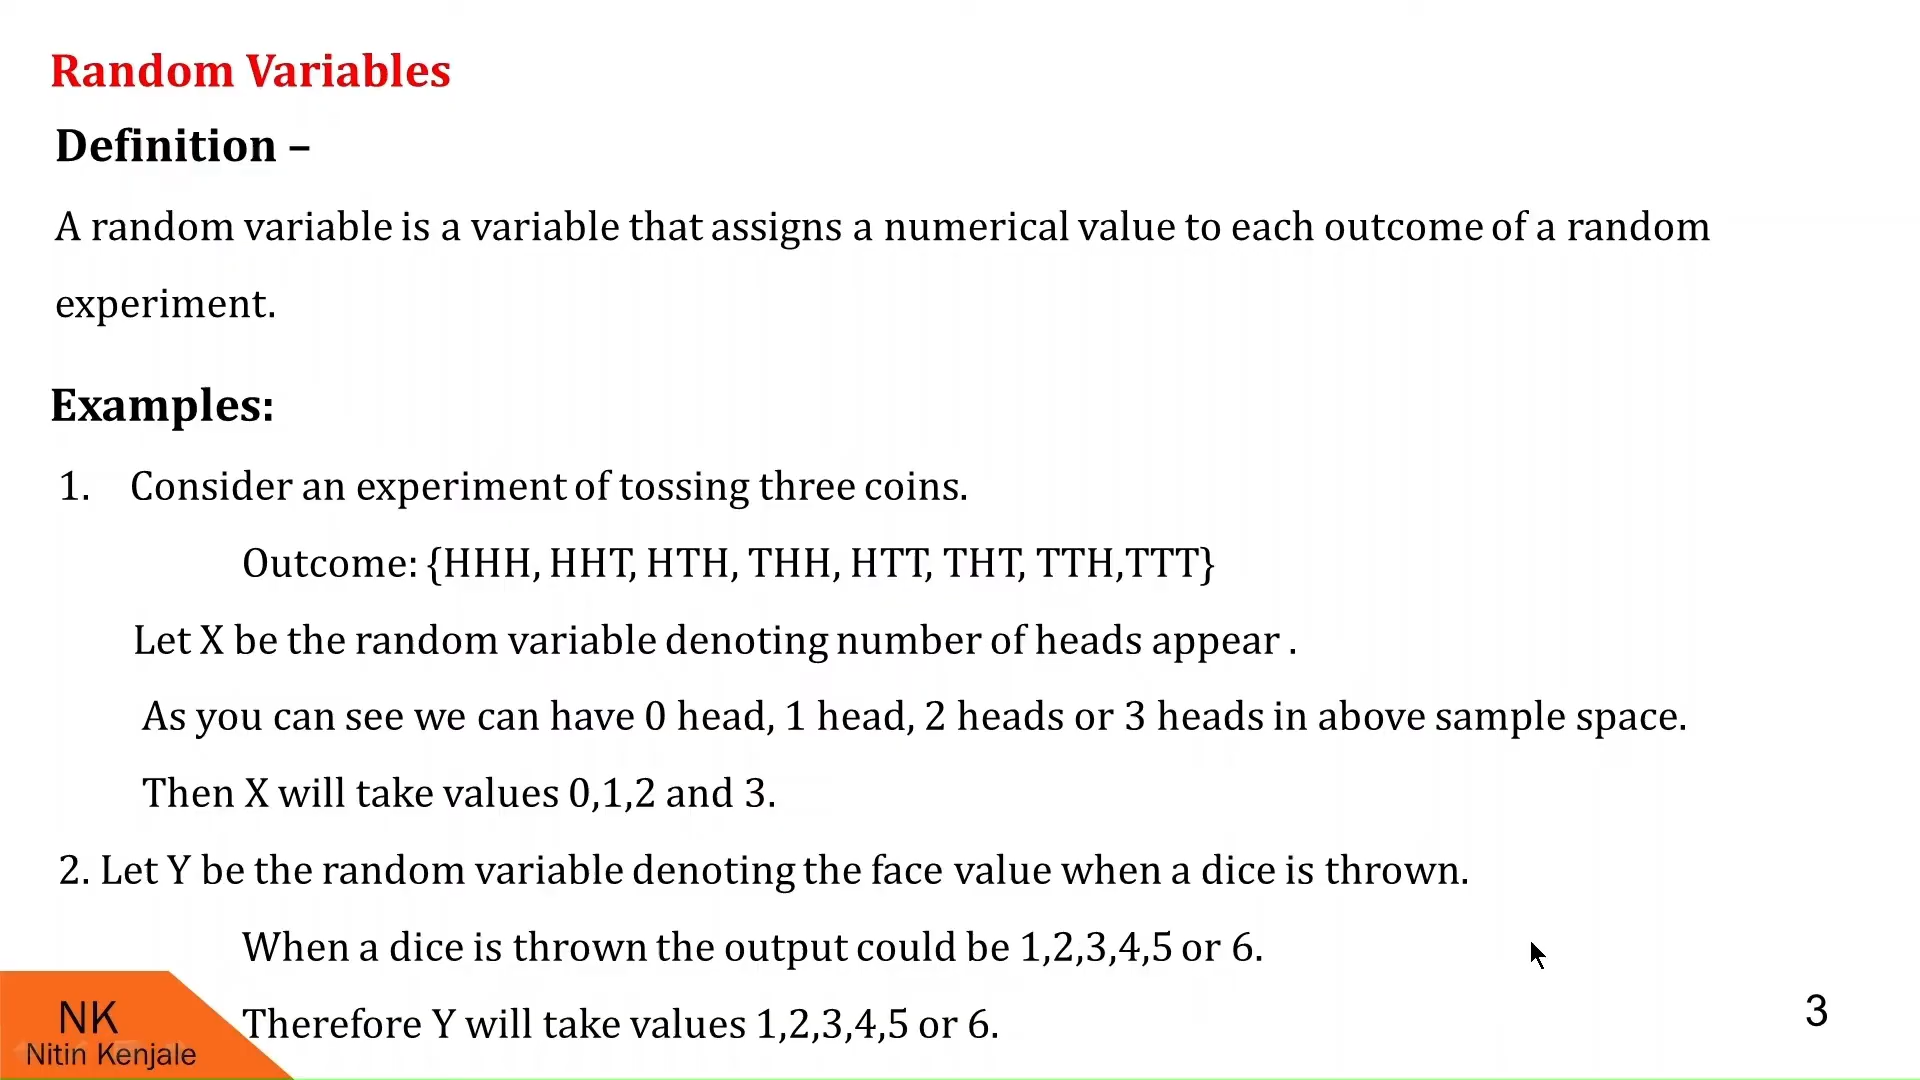 Random Variables
Definition –
A random variable is a variable that assigns a numerical value to each outcome of a random
experiment.
Examples:
1. Consider an experiment of tossing three coins.
Outcome: {HHH, HHT, HTH, THH, HTT, THT, TTH,TTT}
Let X be the random variable denoting number of heads appear .
As you can see we can have 0 head, 1 head, 2 heads or 3 heads in above sample space.
Then X will take values 0,1,2 and 3.
2. Let Y be the random variable denoting the face value when a dice is thrown.
When a dice is thrown the output could be 1,2,3,4,5 or 6.
Therefore Y will take values 1,2,3,4,5 or 6.
NK
Nitin Kenjale
3